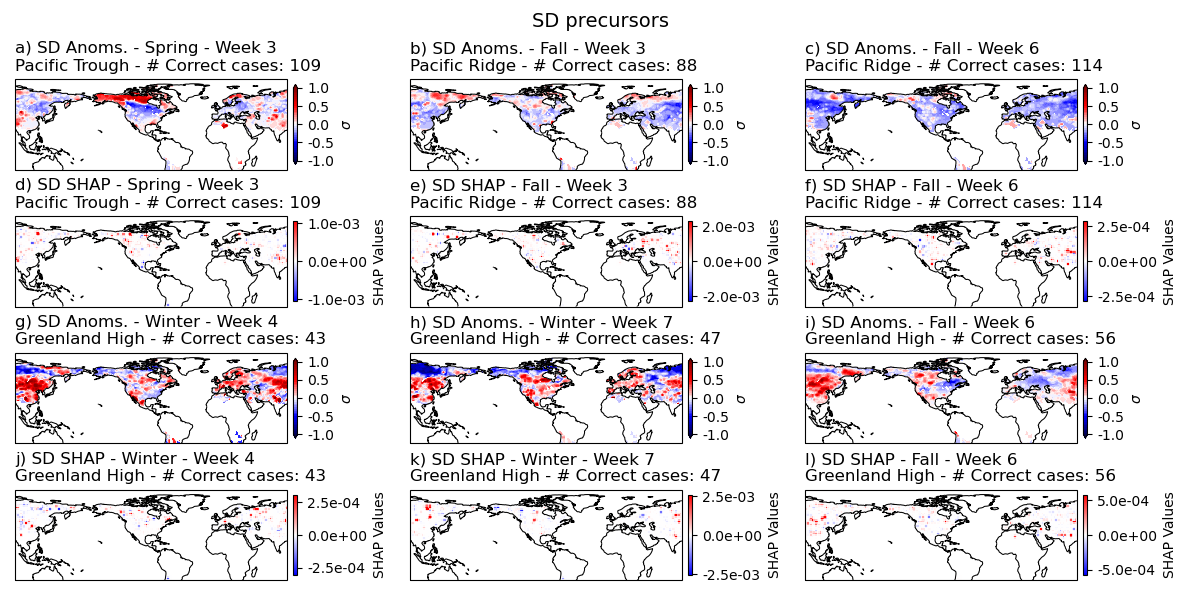 SD precursors
a) SD Anoms. - Spring - Week 3
Pacific Trough - # Correct cases: 109
1.0
0.5
0.0
-0.5
-1.0
σ
b) SD Anoms. - Fall - Week 3
Pacific Ridge - # Correct cases: 88
1.0
0.5
0.0
-0.5
-1.0
σ
c) SD Anoms. - Fall - Week 6
Pacific Ridge - # Correct cases: 114
1.0
0.5
0.0
-0.5
-1.0
σ
d) SD SHAP - Spring - Week 3
Pacific Trough - # Correct cases: 109
1.0e-03
0.0e+00
-1.0e-03
SHAP Values
e) SD SHAP - Fall - Week 3
Pacific Ridge - # Correct cases: 88
2.0e-03
0.0e+00
-2.0e-03
SHAP Values
f) SD SHAP - Fall - Week 6
Pacific Ridge - # Correct cases: 114
2.5e-04
0.0e+00
-2.5e-04
SHAP Values
g) SD Anoms. - Winter - Week 4
Greenland High - # Correct cases: 43
1.0
0.5
0.0
-0.5
-1.0
σ
h) SD Anoms. - Winter - Week 7
Greenland High - # Correct cases: 47
1.0
0.5
0.0
-0.5
-1.0
σ
i) SD Anoms. - Fall - Week 6
Greenland High - # Correct cases: 56
1.0
0.5
0.0
-0.5
-1.0
σ
j) SD SHAP - Winter - Week 4
Greenland High - # Correct cases: 43
2.5e-04
0.0e+00
-2.5e-04
SHAP Values
k) SD SHAP - Winter - Week 7
Greenland High - # Correct cases: 47
2.5e-03
0.0e+00
-2.5e-03
SHAP Values
l) SD SHAP - Fall - Week 6
Greenland High - # Correct cases: 56
5.0e-04
0.0e+00
-5.0e-04
SHAP Values